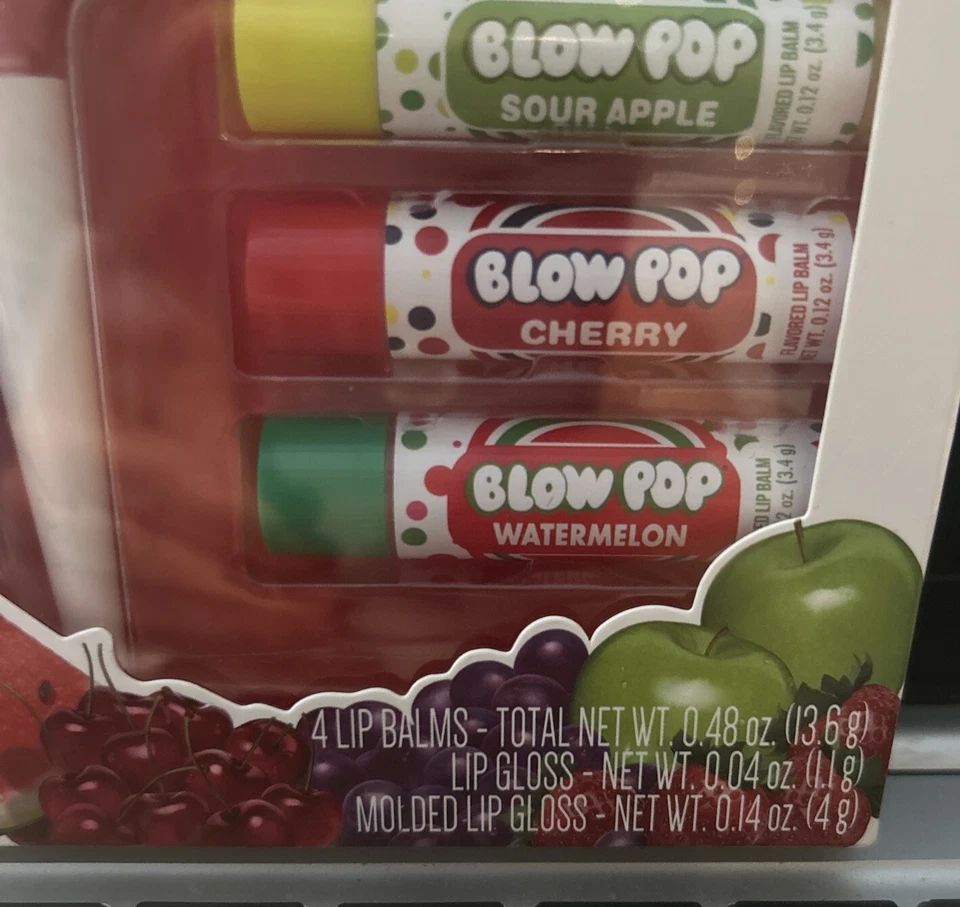 BLOW POP
SOUR APPLE
FLAVORED LIP BALM
WT. 0.12 oz. (3.4 g)
BLOW POP
CHERRY
FLAVORED LIP BALM
NET WT. 0.12 oz. (3.4 g)
BLOW POP
WATERMELON
LIP BALM
oz. (3.4 g)
4 LIP BALMS - TOTAL NET WT. 0.48 oz. (13.6 g)
LIP GLOSS - NET WT. 0.04 oz. (1.1 g)
MOLDED LIP GLOSS - NET WT. 0.14 oz. (4 g)